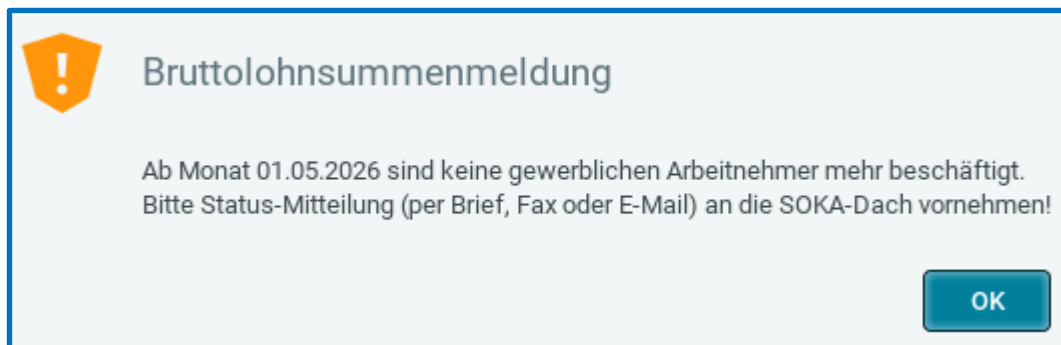 Bruttolohnsummenmeldung
Ab Monat 01.05.2026 sind keine gewerblichen Arbeitnehmer mehr beschäftigt.
Bitte Status-Mitteilung (per Brief, Fax oder E-Mail) an die SOKA-Dach vornehmen!
OK